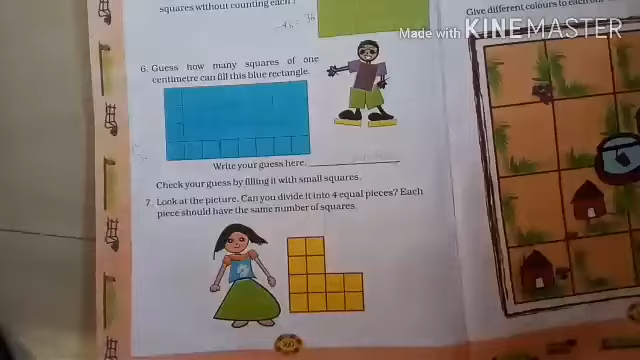 squares without counting each ?
Give different colours to each
Made with KINEMASTER
6. Guess how many squares of one
centimetre can fill this blue rectangle.
Write your guess here.
Check your guess by filling it with small squares.
7. Look at the picture. Can you divide it into 4 equal pieces? Each
piece should have the same number of squares.
160